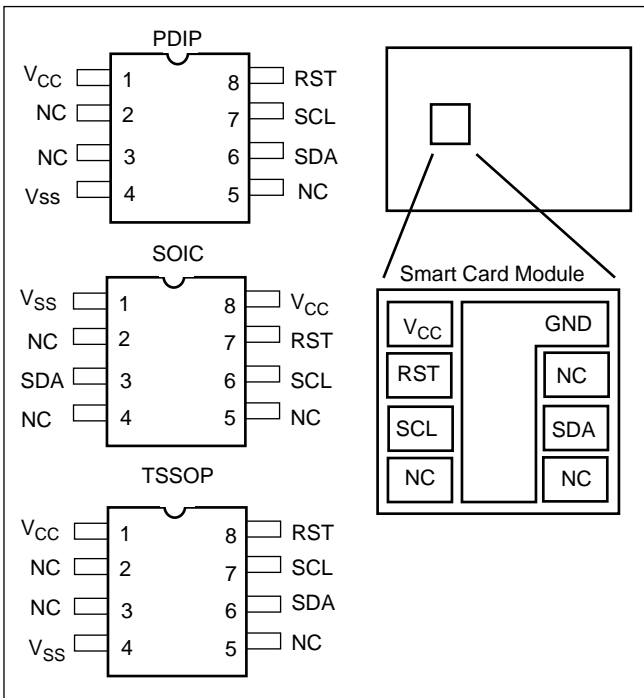 PDIP
VCC 1 8 RST
NC 2 7 SCL
NC 3 6 SDA
Vss 4 5 NC
SOIC
VSS 1 8 VCC
NC 2 7 RST
SDA 3 6 SCL
NC 4 5 NC
TSSOP
VCC 1 8 RST
NC 2 7 SCL
NC 3 6 SDA
VSS 4 5 NC
Smart Card Module
VCC GND
RST NC
SCL SDA
NC NC